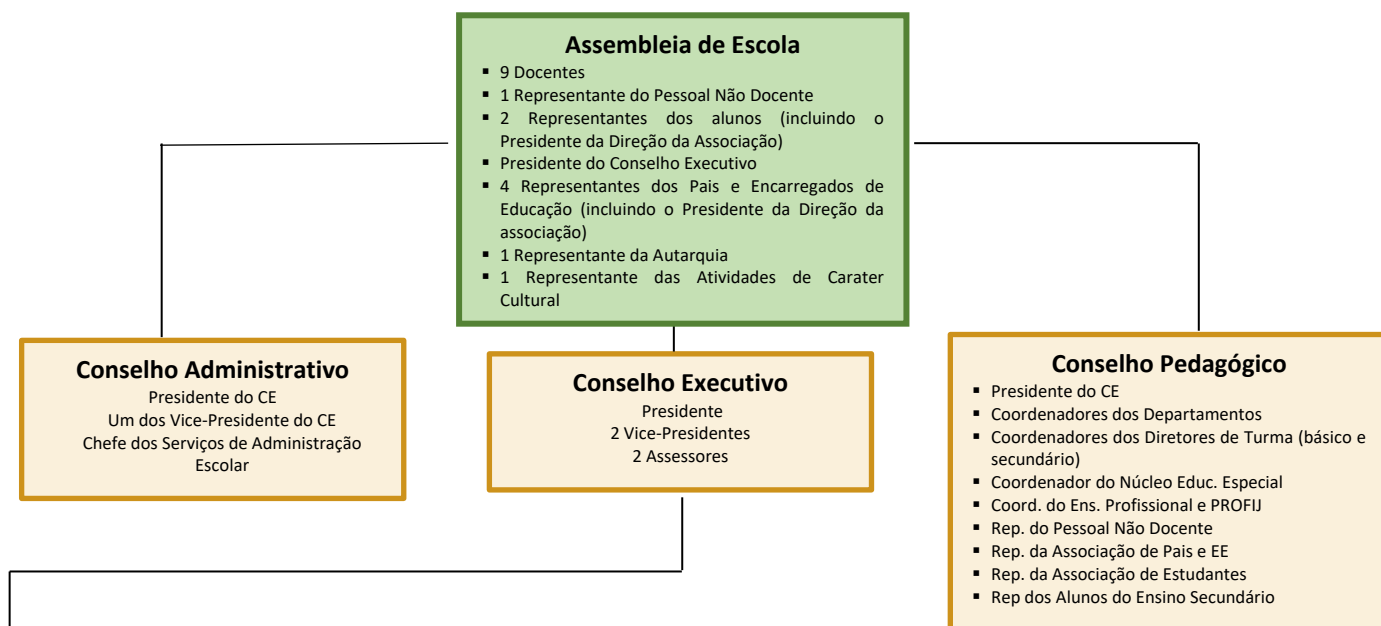 Assembleia de Escola
▪ 9 Docentes
▪ 1 Representante do Pessoal Não Docente
▪ 2 Representantes dos alunos (incluindo o
Presidente da Direção da Associação)
▪ Presidente do Conselho Executivo
▪ 4 Representantes dos Pais e Encarregados de
Educação (incluindo o Presidente da Direção da
associação)
▪ 1 Representante da Autarquia
▪ 1 Representante das Atividades de Carater
Cultural
Conselho Administrativo
Presidente do CE
Um dos Vice-Presidente do CE
Chefe dos Serviços de Administração
Escolar
Conselho Executivo
Presidente
2 Vice-Presidentes
2 Assessores
Conselho Pedagógico
▪ Presidente do CE
▪ Coordenadores dos Departamentos
▪ Coordenadores dos Diretores de Turma (básico e
secundário)
▪ Coordenador do Núcleo Educ. Especial
▪ Coord. do Ens. Profissional e PROFIJ
▪ Rep. do Pessoal Não Docente
▪ Rep. da Associação de Pais e EE
▪ Rep. da Associação de Estudantes
▪ Rep dos Alunos do Ensino Secundário